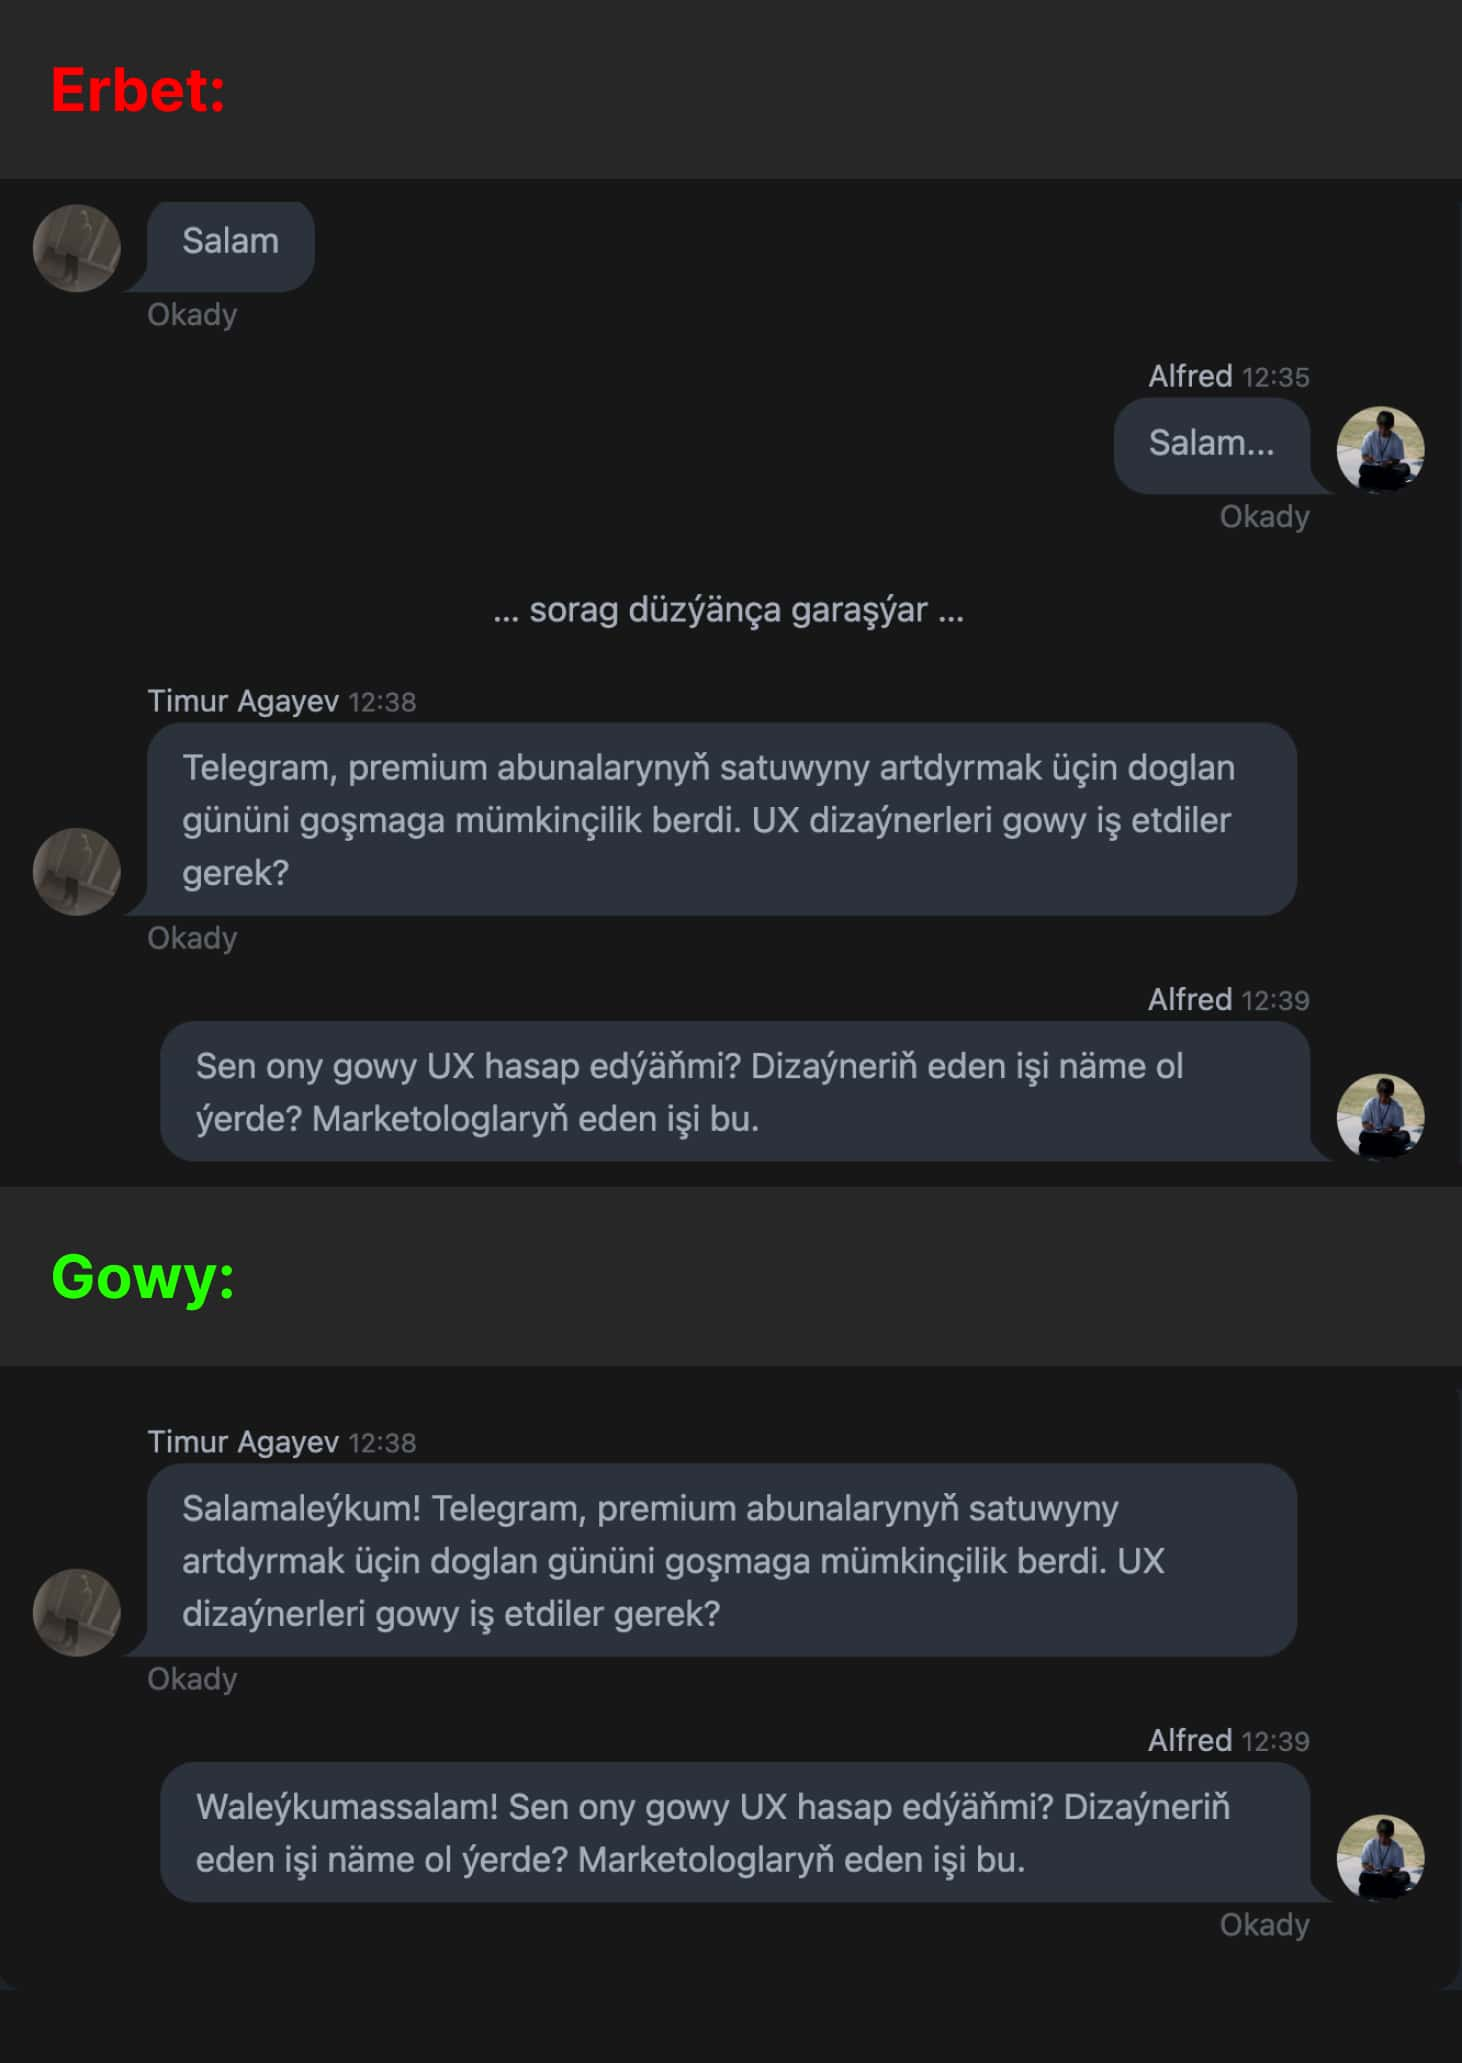 Erbet:
Salam
Okady
Alfred 12:35
Salam...
Okady
... sorag düzýänça garaşýar ...
Timur Agayev 12:38
Telegram, premium abunalarynyň satuwyny artdyrmak üçin doglan
gününi goşmaga mümkinçilik berdi. UX dizaýnerleri gowy iş etdiler
gerek?
Okady
Alfred 12:39
Sen ony gowy UX hasap edýäňmi? Dizaýneriň eden işi näme ol
ýerde? Marketologlaryň eden işi bu.
Gowy:
Timur Agayev 12:38
Salamaleýkum! Telegram, premium abunalarynyň satuwyny
artdyrmak üçin doglan gününi goşmaga mümkinçilik berdi. UX
dizaýnerleri gowy iş etdiler gerek?
Okady
Alfred 12:39
Waleýkumassalam! Sen ony gowy UX hasap edýäňmi? Dizaýneriň
eden işi näme ol ýerde? Marketologlaryň eden işi bu.
Okady